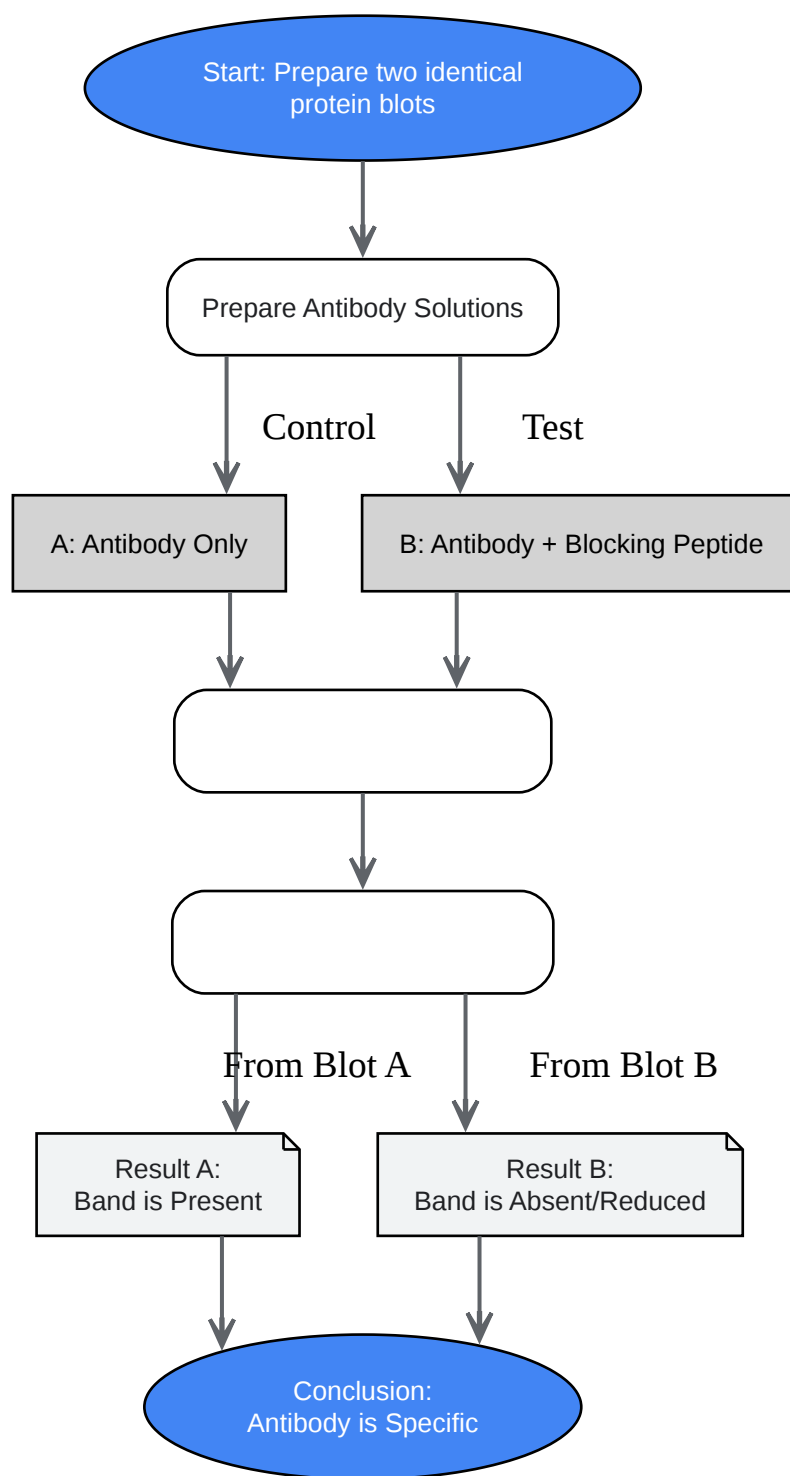 Start: Prepare two identical
protein blots
Prepare Antibody Solutions
Control
Test
A: Antibody Only
B: Antibody + Blocking Peptide
From Blot A
From Blot B
Result A:
Band is Present
Result B:
Band is Absent/Reduced
Conclusion:
Antibody is Specific